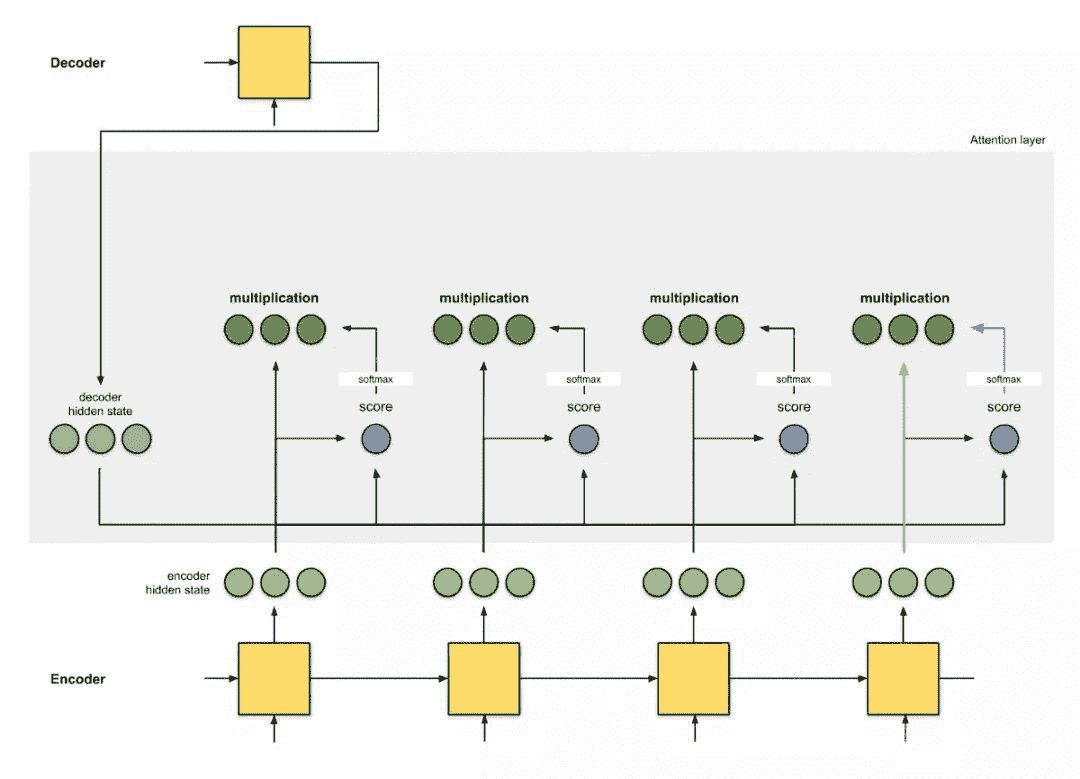 Decoder
Attention layer
multiplication
multiplication
multiplication
multiplication
softmax
softmax
softmax
softmax
decoder
hidden state
score
score
score
score
encoder
hidden state
Encoder